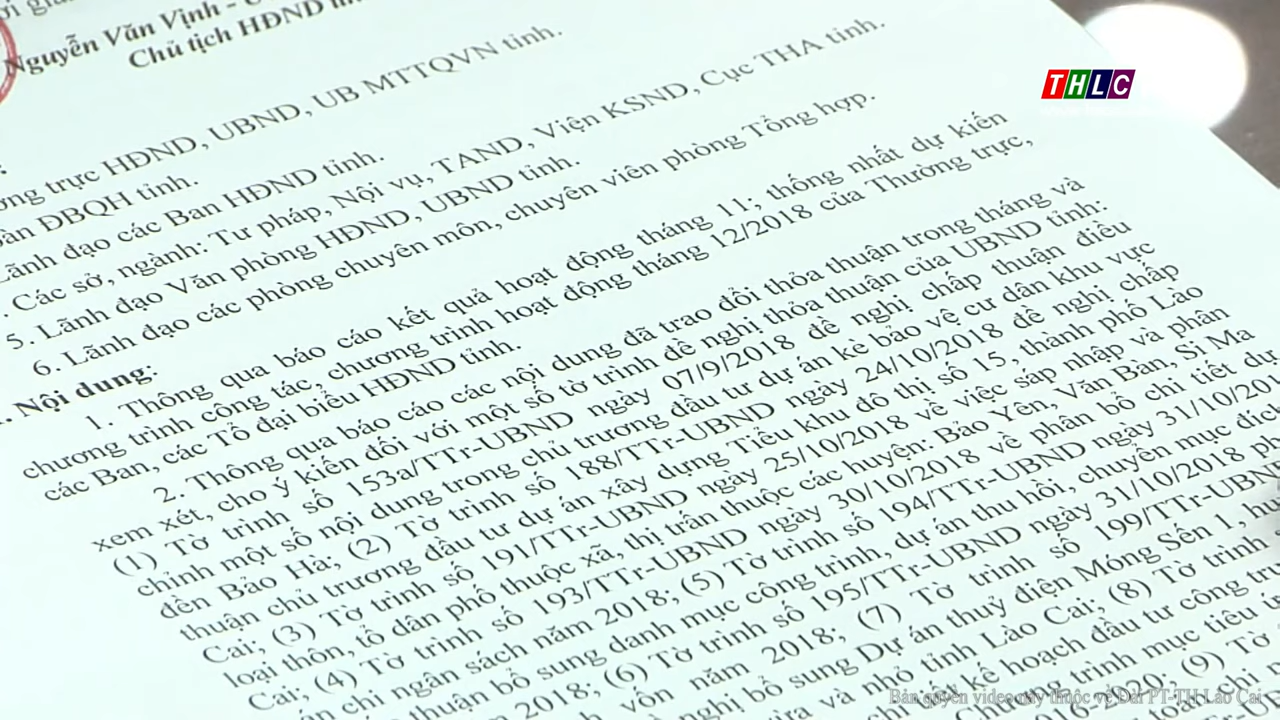 Nguyễn Văn Vịnh -
Chủ tịch HĐND
THLC
trực HĐND, UBND, UB MTTQVN tỉnh.
ĐBQH tỉnh.
Lãnh đạo các Ban HĐND tỉnh.
. Các sở, ngành: Tư pháp, Nội vụ, TAND, Viện KSND, Cục THA tỉnh.
5. Lãnh đạo Văn phòng HĐND, UBND tỉnh.
6. Lãnh đạo các phòng chuyên môn, chuyên viên phòng Tổng hợp.
. Nội dung:
1. Thông qua báo cáo kết quả hoạt động tháng 11; thống nhất dự kiến
chương trình công tác, chương trình hoạt động tháng 12/2018 của Thường trực,
các Ban, các Tổ đại biểu HĐND tỉnh.
2. Thông qua báo cáo các nội dung đã trao đổi thỏa thuận trong tháng và
xem xét, cho ý kiến đối với một số tờ trình đề nghị thỏa thuận của UBND tỉnh:
(1) Tờ trình số 153a/TTr-UBND ngày 07/9/2018 đề nghị chấp thuận điều
chỉnh một số nội dung trong chủ trương đầu tư dự án kè bảo vệ cư dân khu vực
đền Bảo Hà; (2) Tờ trình số 188/TTr-UBND ngày 24/10/2018 đề nghị chấp
thuận chủ trương đầu tư dự án xây dựng Tiểu khu đô thị số 15, thành phố Lào
Cai; (3) Tờ trình số 191/TTr-UBND ngày 25/10/2018 về việc sáp nhập và phân
loại thôn, tổ dân phố thuộc xã, thị trấn thuộc các huyện: Bảo Yên, Văn Bàn, Si Ma
Cai; (4) Tờ trình số 193/TTr-UBND ngày 30/10/2018 về phân bổ chi tiết dự
chi ngân sách năm 2018; (5) Tờ trình số 194/TTr-UBND ngày 31/10/201
thuận bổ sung danh mục công trình, dự án thu hồi, chuyển mục đíc
2018; (6) Tờ trình số 195/TTr-UBND ngày 31/10/2018
vốn năm 2018; (7) Tờ trình số 199/TTr-UBN
nghị bổ sung Dự án thuỷ điện Móng Sến 1,
và nhỏ tỉnh Lào Cai; (8) Tờ trình
kế hoạch đầu tư công
Chương trình mục tiêu
2016-2020; (9) Tờ
chi
Bản quyền video này thuộc về Đài PT-TH Lào Cai